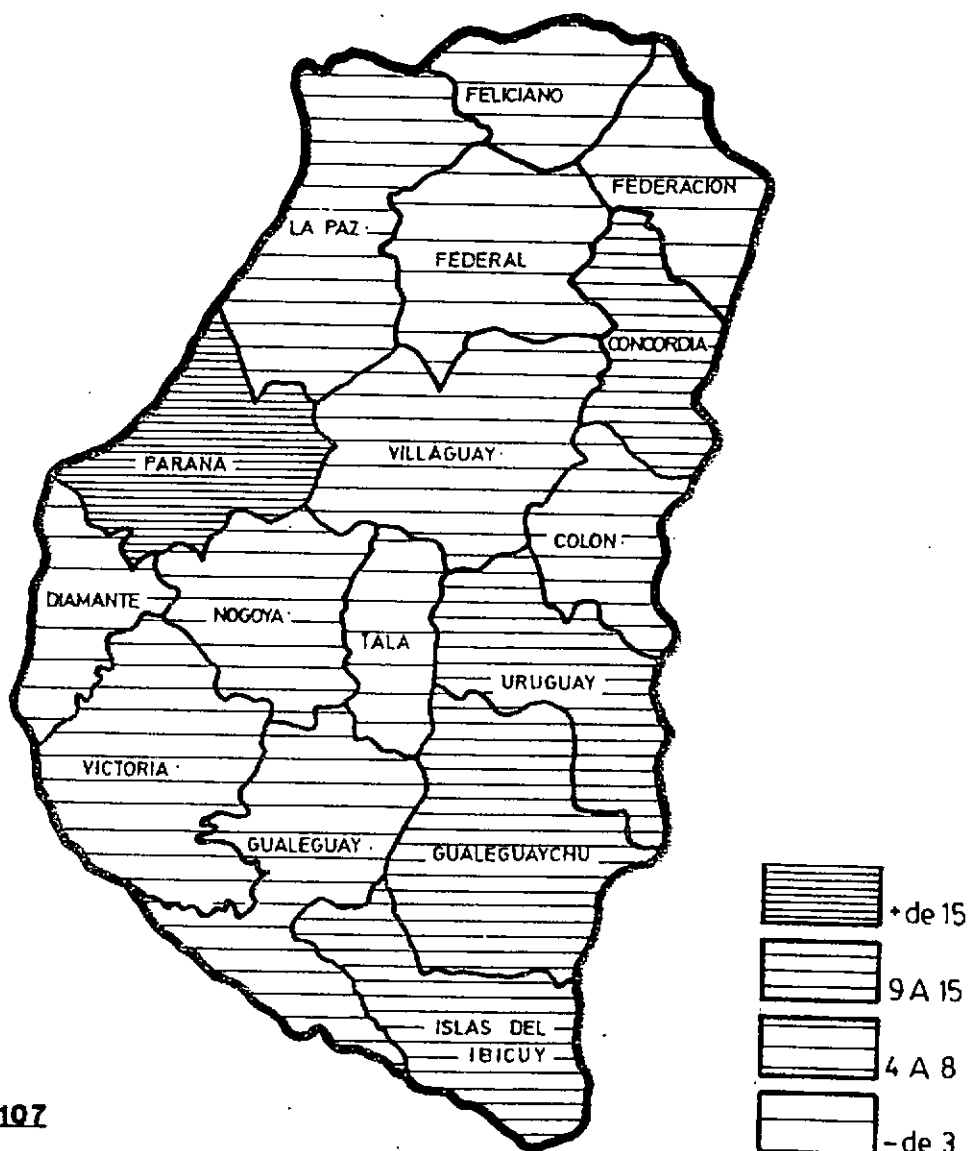 FELICIANO
FEDERACION
LA PAZ
FEDERAL
CONCORDIA
PARANA
VILLAGUAY
COLON
DIAMANTE
NOGOYA
TALA
URUGUAY
VICTORIA
GUALEGUAY
GUALEGUAYCHU
ISLAS DEL
IBICUY
+ de 15
9 A 15
4 A 8
- de 3
107